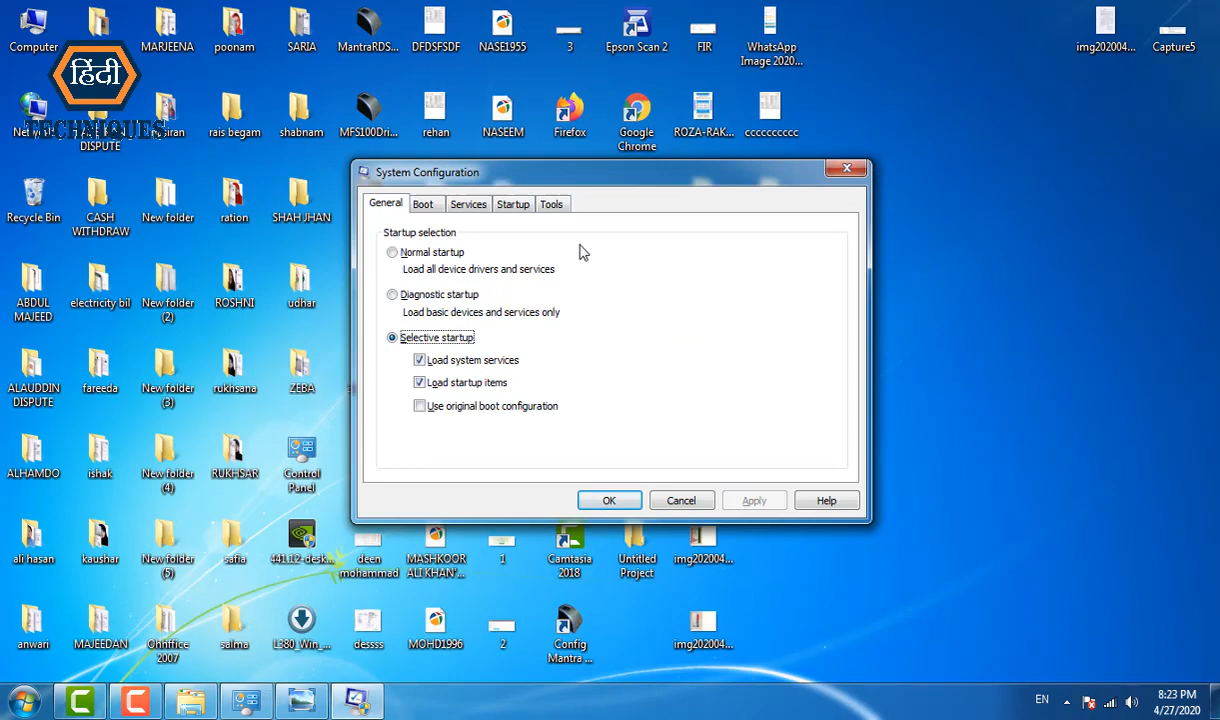 Computer
MARJEENA
poonam
SARIA
MantraRDS...
DFDSFSDF
NASE1955
3
Epson Scan 2
FIR
WhatsApp
Image 2020...
img202004...
Capture5
हिंदी
TECHNIQUES
DISPUTE
rais begam
shabnam
MFS100Dri...
rehan
NASEEM
Firefox
Google
Chrome
ROZA-RAK...
cccccccccc
System Configuration
General
Boot
Services
Startup
Tools
Startup selection
Normal startup
Load all device drivers and services
Diagnostic startup
Load basic devices and services only
Selective startup
Load system services
Load startup items
Use original boot configuration
OK
Cancel
Apply
Help
Recycle Bin
CASH
WITHDRAW
New folder
ration
SHAH JHAN
ABDUL
MAJEED
electricity bil
New folder
(2)
ROSHNI
udhar
ALAUDDIN
DISPUTE
fareeda
New folder
(3)
rukhsana
ZEBA
ALHAMDO
ishak
New folder
(4)
RUKHSAR
Control
Panel
ali hasan
kaushar
New folder
(5)
safia
441.12-desk...
deen
mohammad
MASHKOOR
ALI KHAN'...
1
Camtasia
2018
Untitled
Project
img202004...
anwari
MAJEEDAN
Ohhffice
2007
salma
L380_Win_...
dessss
MOHD1996
2
Config
Mantra ...
img202004...
EN
8:23 PM
4/27/2020